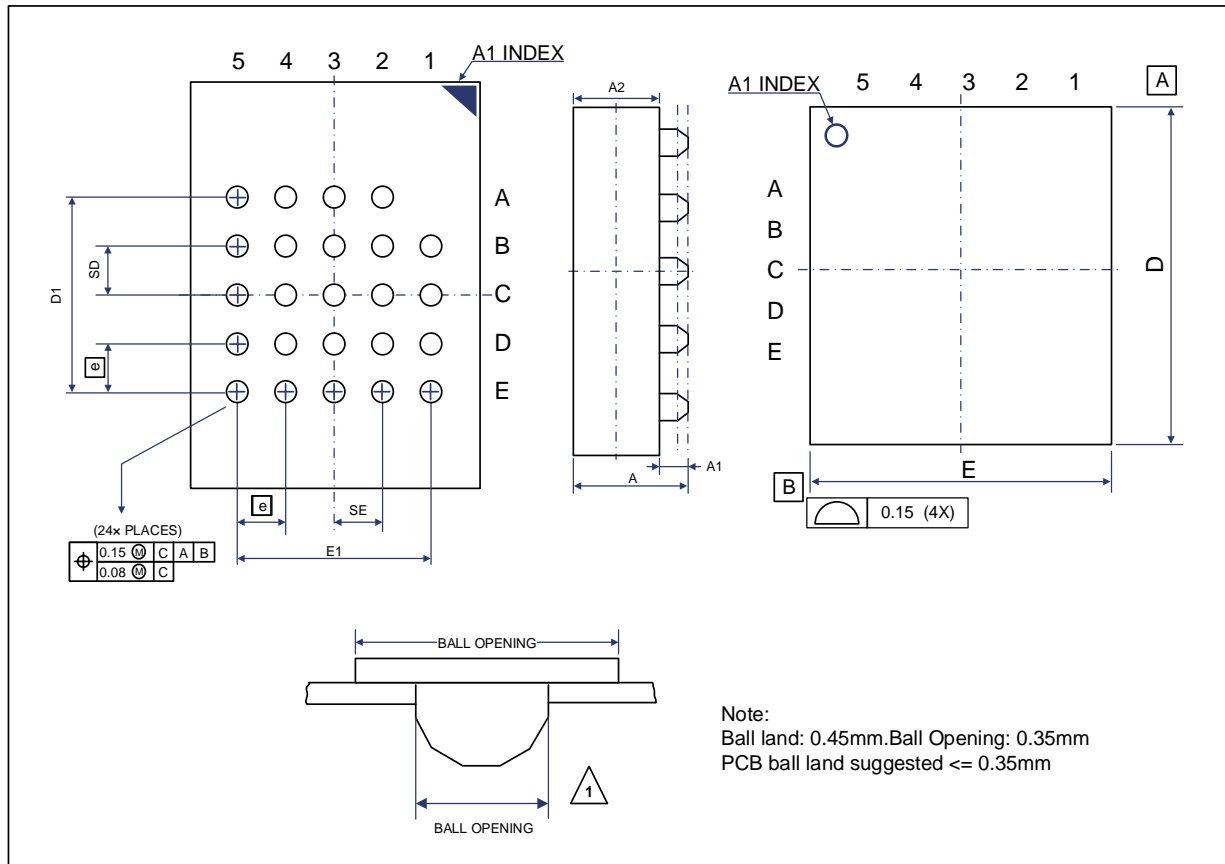 5 4 3 2 1
A1 INDEX
A
B
C
D
E
D1
SD
e
e
SE
E1
(24x PLACES)
0.15 Ⓜ C A B
0.08 Ⓜ C
A2
A1
A
A1 INDEX
5 4 3 2 1
A
A
B
C
D
E
D
E
B
0.15 (4X)
BALL OPENING
1
BALL OPENING
Note:
Ball land: 0.45mm.Ball Opening: 0.35mm
PCB ball land suggested <= 0.35mm